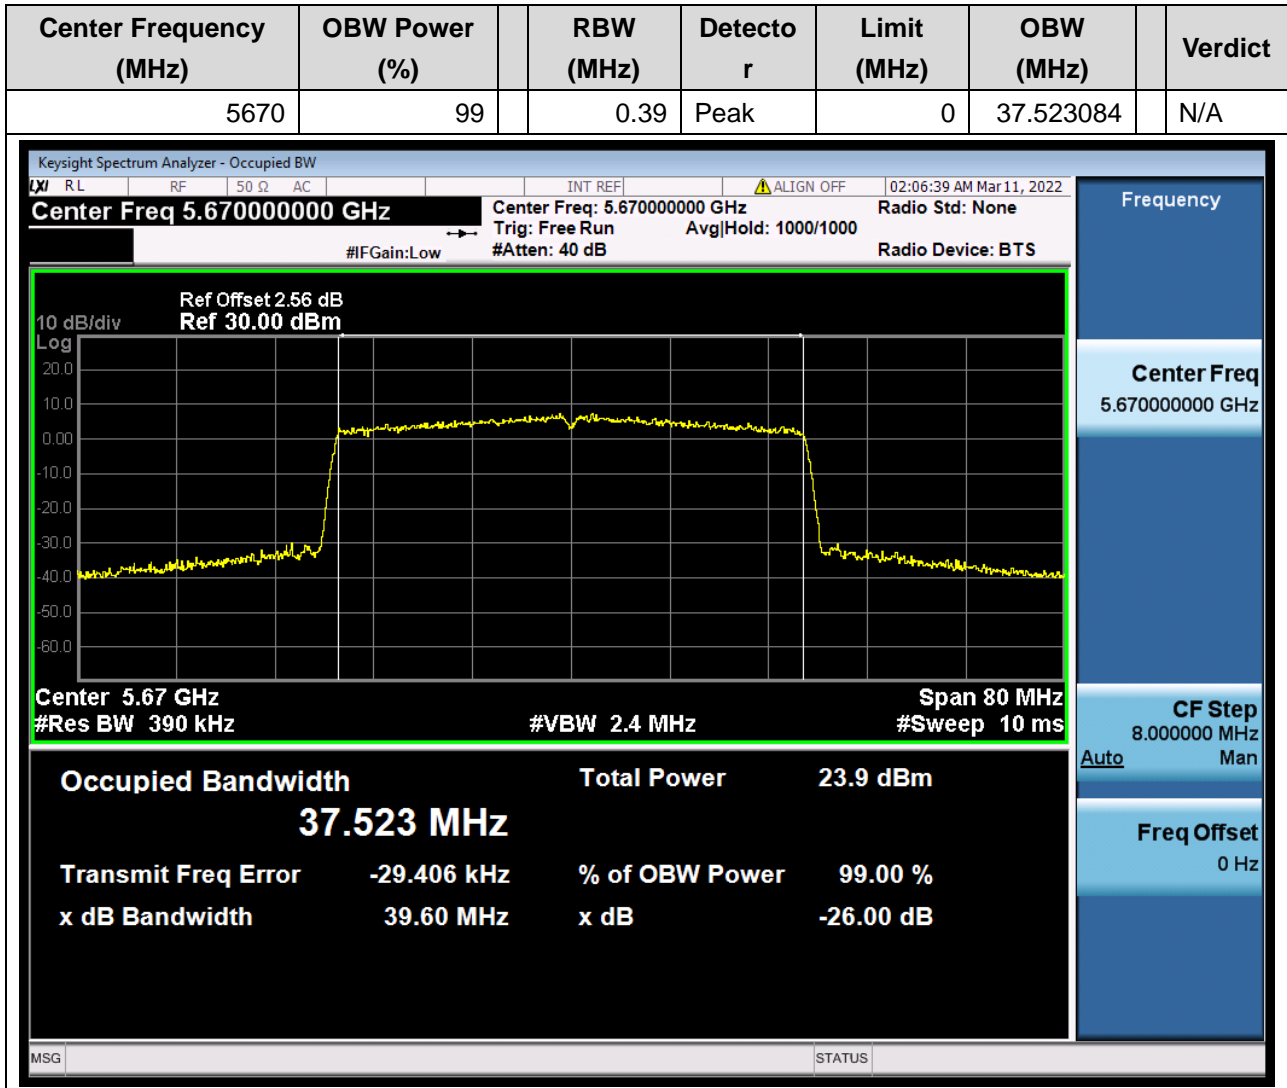 Center Frequency (MHz) OBW Power (%) RBW (MHz) Detecto r Limit (MHz) OBW (MHz) Verdict
5670 99 0.39 Peak 0 37.523084 N/A
Keysight Spectrum Analyzer - Occupied BW
LXI RL RF 50 Ω AC INT REF ALIGN OFF 02:06:39 AM Mar 11, 2022
Center Freq 5.670000000 GHz
Center Freq: 5.670000000 GHz Radio Std: None
Trig: Free Run Avg|Hold: 1000/1000
#IFGain:Low #Atten: 40 dB Radio Device: BTS
Frequency
Ref Offset 2.56 dB
10 dB/div Ref 30.00 dBm
Log
20.0
10.0
0.00
-10.0
-20.0
-30.0
-40.0
-50.0
-60.0
Center 5.67 GHz Span 80 MHz
#Res BW 390 kHz #VBW 2.4 MHz #Sweep 10 ms
Center Freq
5.670000000 GHz
CF Step
8.000000 MHz
Auto Man
Freq Offset
0 Hz
Occupied Bandwidth Total Power 23.9 dBm
37.523 MHz
Transmit Freq Error -29.406 kHz % of OBW Power 99.00 %
x dB Bandwidth 39.60 MHz x dB -26.00 dB
MSG STATUS